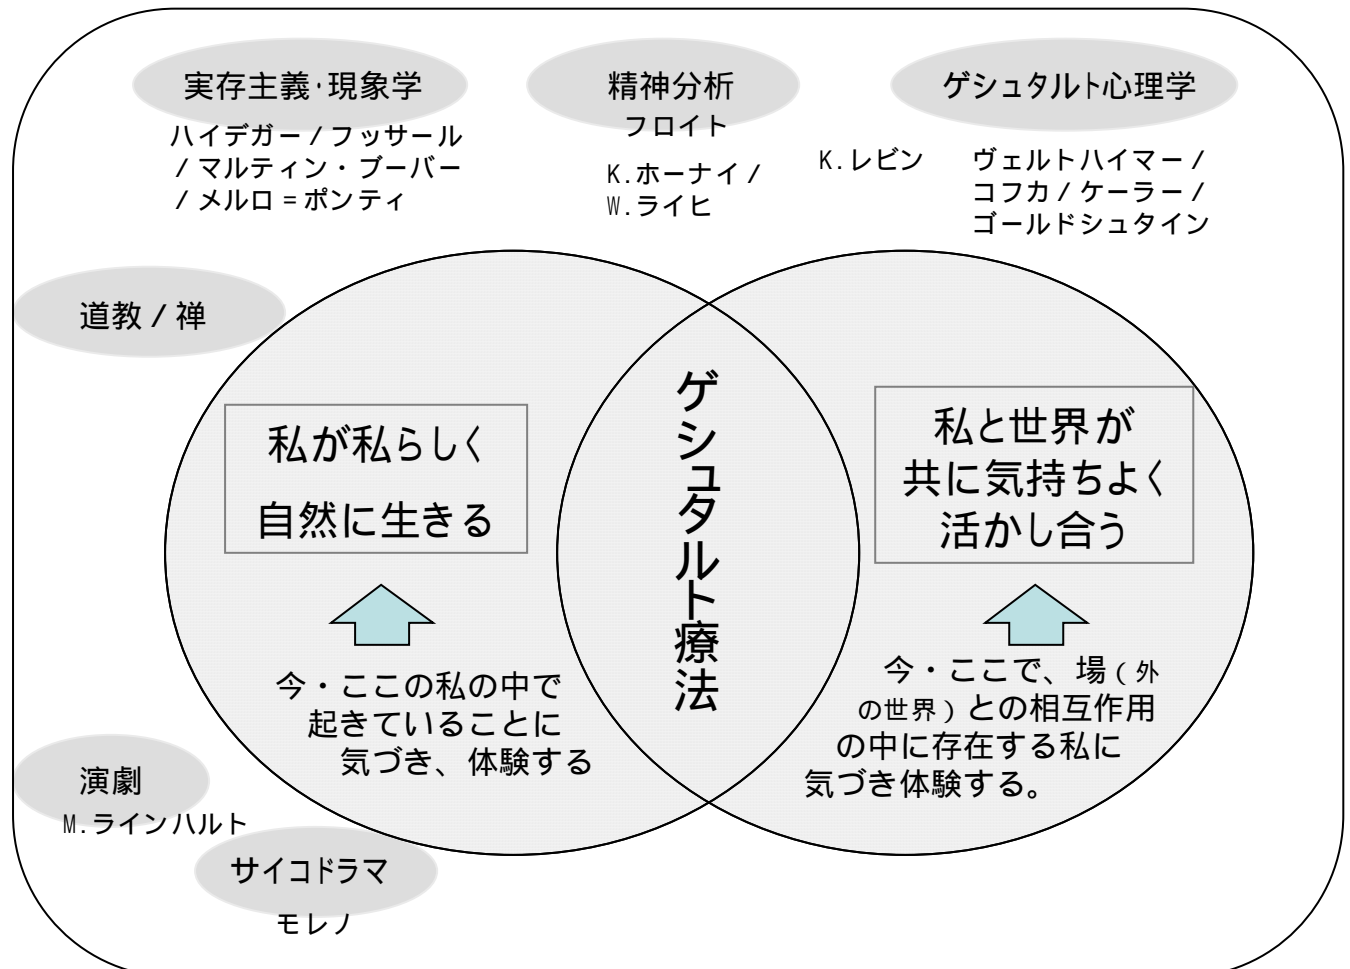 実存主義・現象学
ハイデガー / フッサール
/ マルティン・ブーバー
/ メルロ = ポンティ
精神分析
フロイト
K.ホーナイ /
W.ライヒ
ゲシュタルト心理学
K.レビン
ヴェルトハイマー /
コフカ / ケーラー /
ゴールドシュタイン
道教 / 禅
私が私らしく
自然に生きる
今・ここの私の中で
起きていることに
気づき、体験する
ゲシュタルト療法
私と世界が
共に気持ちよく
活かし合う
今・ここで、場(外
の世界)との相互作用
の中に存在する私に
気づき体験する。
演劇
M.ラインハルト
サイコドラマ
モレノ